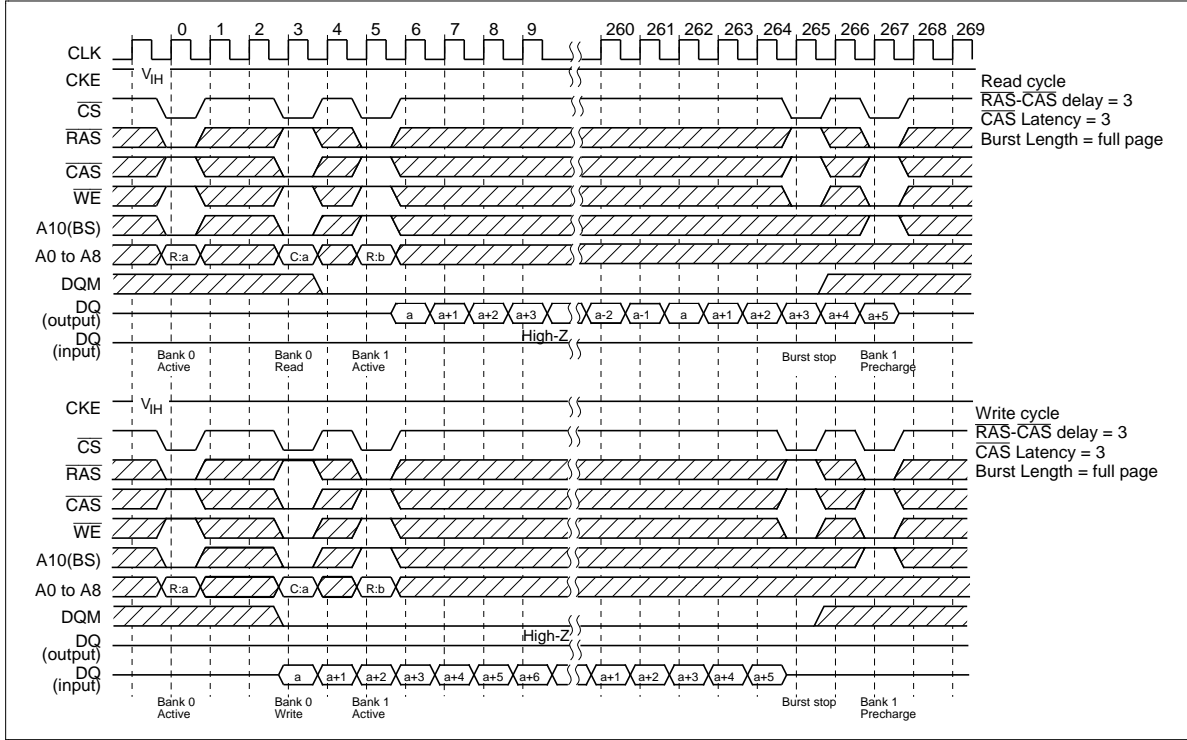 0 1 2 3 4 5 6 7 8 9 260 261 262 263 264 265 266 267 268 269
CLK
CKE VIH
CS
RAS
CAS
WE
A10(BS)
A0 to A8 R:a C:a R:b
DQM
DQ
(output) a a+1 a+2 a+3 a-2 a-1 a a+1 a+2 a+3 a+4 a+5
High-Z
DQ
(input)
Bank 0 Active
Bank 0 Read
Bank 1 Active
Burst stop
Bank 1 Precharge
Read cycle
RAS-CAS delay = 3
CAS Latency = 3
Burst Length = full page
CKE VIH
CS
RAS
CAS
WE
A10(BS)
A0 to A8 R:a C:a R:b
DQM
High-Z
DQ
(output)
DQ
(input) a a+1 a+2 a+3 a+4 a+5 a+6 a+1 a+2 a+3 a+4 a+5
Bank 0 Active
Bank 0 Write
Bank 1 Active
Burst stop
Bank 1 Precharge
Write cycle
RAS-CAS delay = 3
CAS Latency = 3
Burst Length = full page